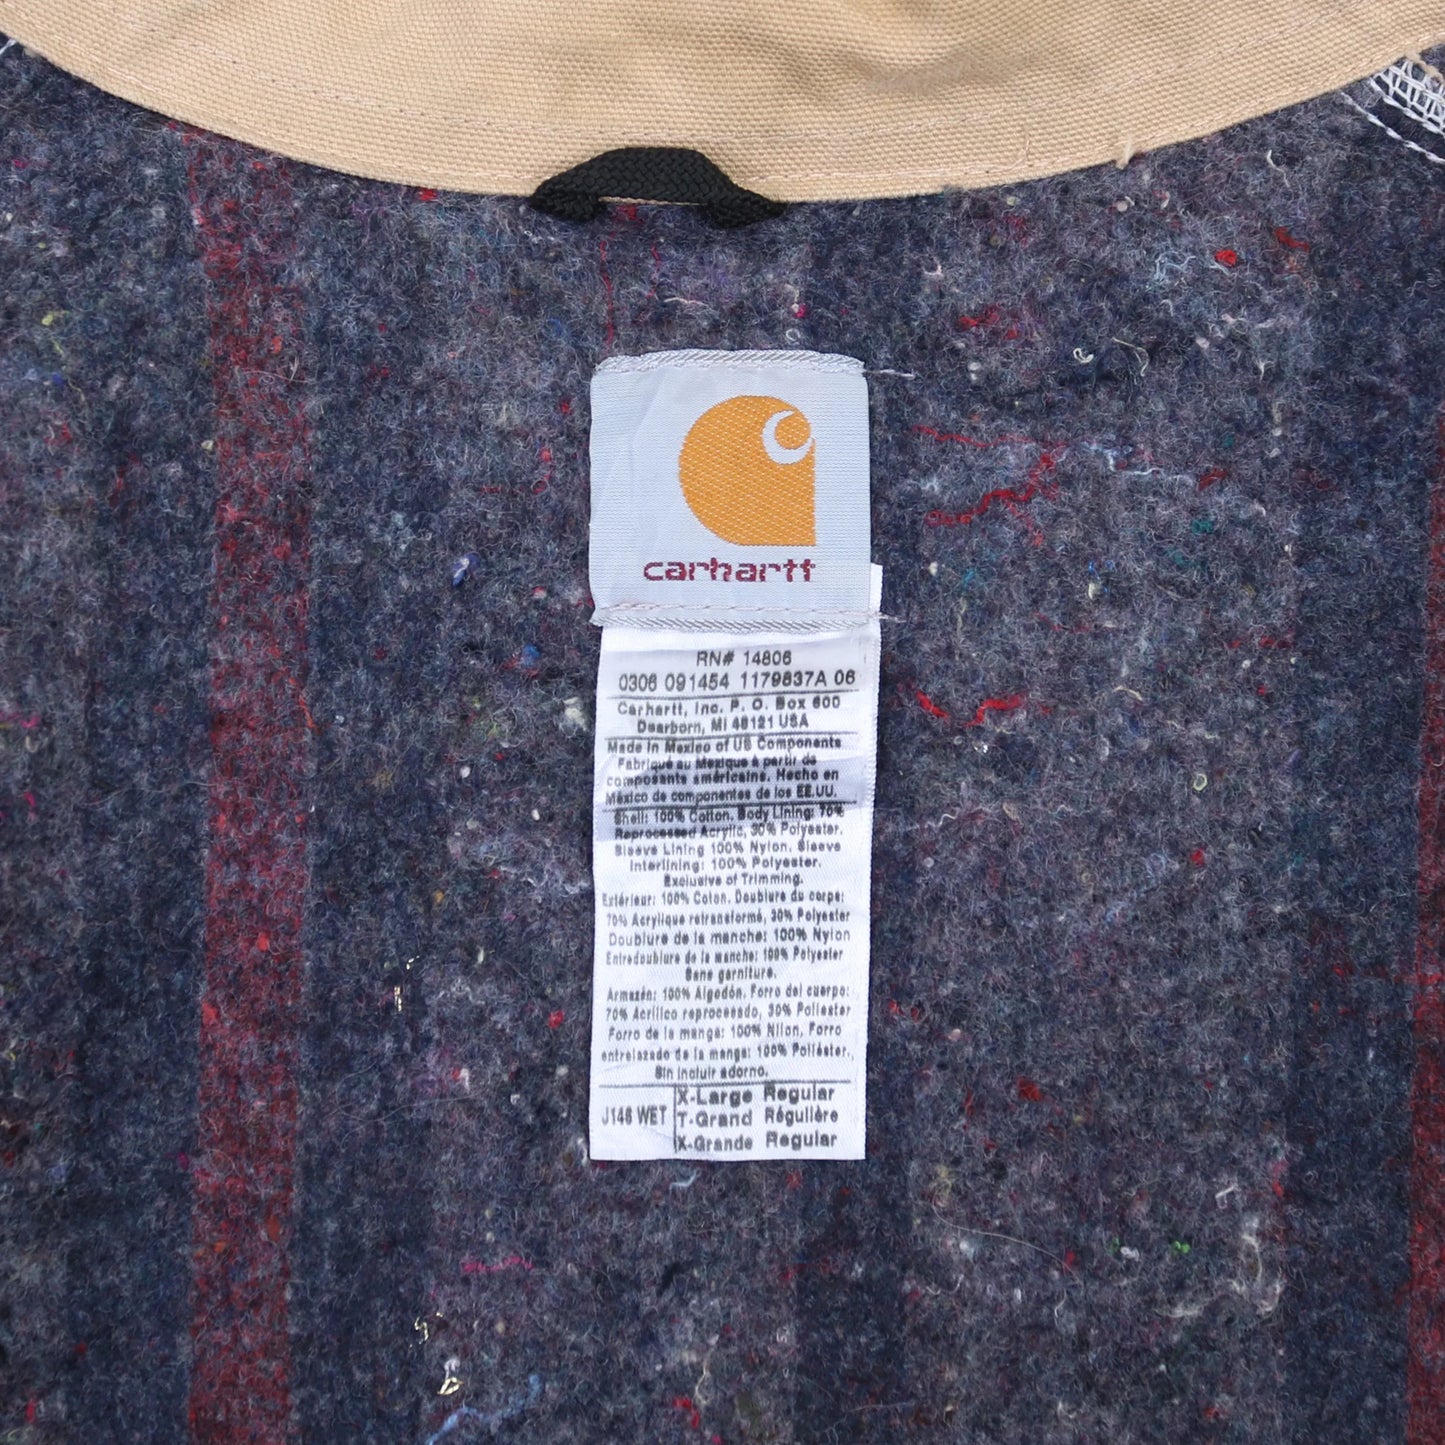 carhartt
RN# 14806
0306 091454 1179837A 06
Carhartt, Inc. P. O. Box 600
Dearborn, MI 48121 USA
Made in Mexico of US Components
Fabriqué au Mexique à partir de
composants américains. Hecho en
México de componentes de los EE.UU.
Shell: 100% Cotton. Body Lining: 70%
Reprocessed Acrylic, 30% Polyester.
Sleeve Lining 100% Nylon. Sleeve
Interlining: 100% Polyester.
Exclusive of Trimming.
Extérieur: 100% Coton. Doublure du corps:
70% Acrylique retransformé, 30% Polyester
Doublure de la manche: 100% Nylon
Entredoublure de la manche: 100% Polyester
Sans garniture.
Armazón: 100% Algodón. Forro del cuerpo:
70% Acrílico reprocesado, 30% Poliester
Forro de la manga: 100% Nilon, Forro
entrelazado de la manga: 100% Poliéster.
Sin incluir adorno.
J146 WET
X-Large Regular
T-Grand Régulière
X-Grande Regular